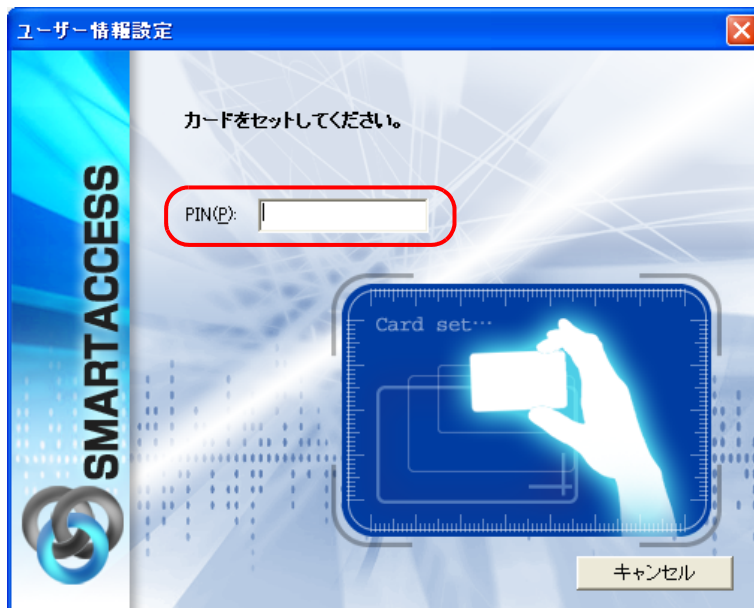 ユーザー情報設定
カードをセットしてください。
PIN(P):
Card set…
SMARTACCESS
キャンセル